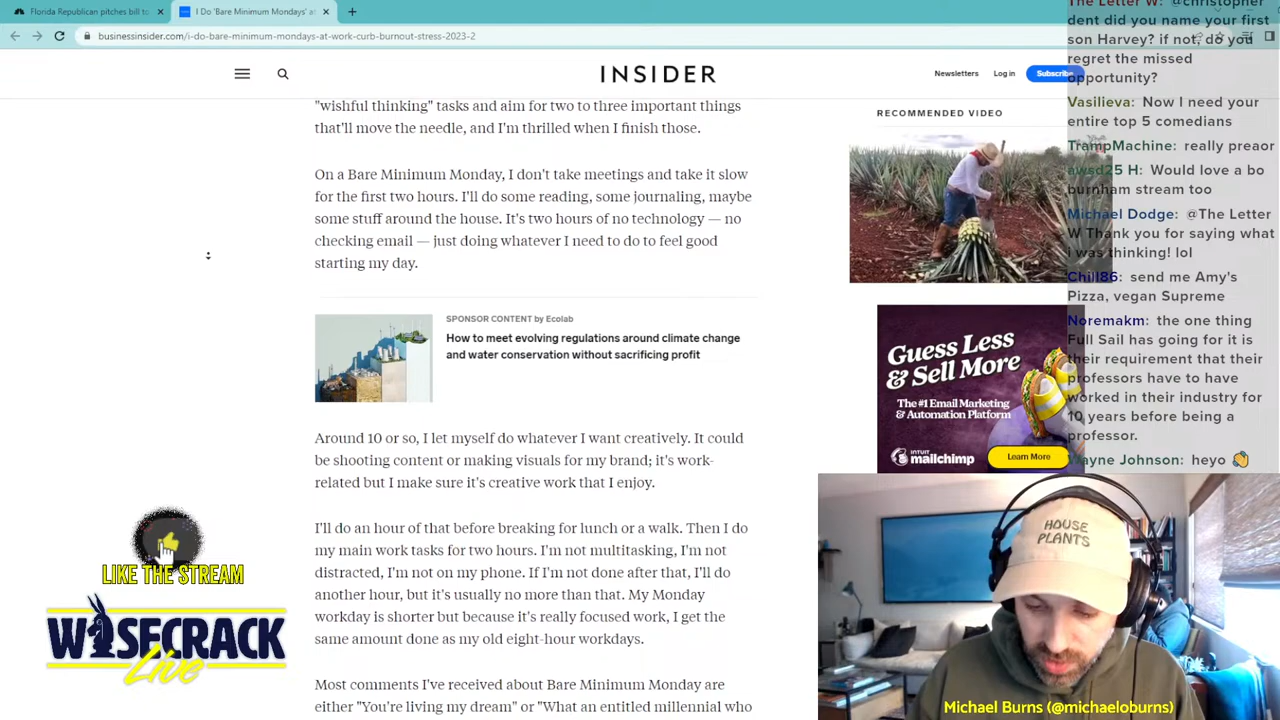 Florida Republican pitches bill to
I Do 'Bare Minimum Mondays' a
businessinsider.com/i-do-bare-minimum-mondays-at-work-curb-burnout-stress-2023-2
INSIDER
Newsletters
Log in
Subscribe
"wishful thinking" tasks and aim for two to three important things
that'll move the needle, and I'm thrilled when I finish those.
On a Bare Minimum Monday, I don't take meetings and take it slow
for the first two hours. I'll do some reading, some journaling, maybe
some stuff around the house. It's two hours of no technology — no
checking email — just doing whatever I need to do to feel good
starting my day.
SPONSOR CONTENT by Ecolab
How to meet evolving regulations around climate change
and water conservation without sacrificing profit
Around 10 or so, I let myself do whatever I want creatively. It could
be shooting content or making visuals for my brand; it's work-
related but I make sure it's creative work that I enjoy.
I'll do an hour of that before breaking for lunch or a walk. Then I do
my main work tasks for two hours. I'm not multitasking, I'm not
distracted, I'm not on my phone. If I'm not done after that, I'll do
another hour, but it's usually no more than that. My Monday
workday is shorter but because it's really focused work, I get the
same amount done as my old eight-hour workdays.
Most comments I've received about Bare Minimum Monday are
either "You're living my dream" or "What an entitled millennial who
RECOMMENDED VIDEO
Guess Less
& Sell More
The #1 Email Marketing
& Automation Platform
INTUIT
mailchimp
Learn More
The Letter W: @christopher
dent did you name your first
son Harvey? if not, do you
regret the missed
opportunity?
Vasilieva: Now I need your
entire top 5 comedians
TrampMachine: really preaor
awsd25 H: Would love a bo
burnham stream too
Michael Dodge: @The Letter
W Thank you for saying what
i was thinking! lol
Chill86: send me Amy's
Pizza, vegan Supreme
Noremakm: the one thing
Full Sail has going for it is
their requirement that their
professors have to have
worked in their industry for
10 years before being a
professor.
Wayne Johnson: heyo
LIKE THE STREAM
WISECRACK
Live
HOUSE
PLANTS
Michael Burns (@michaeloburns)